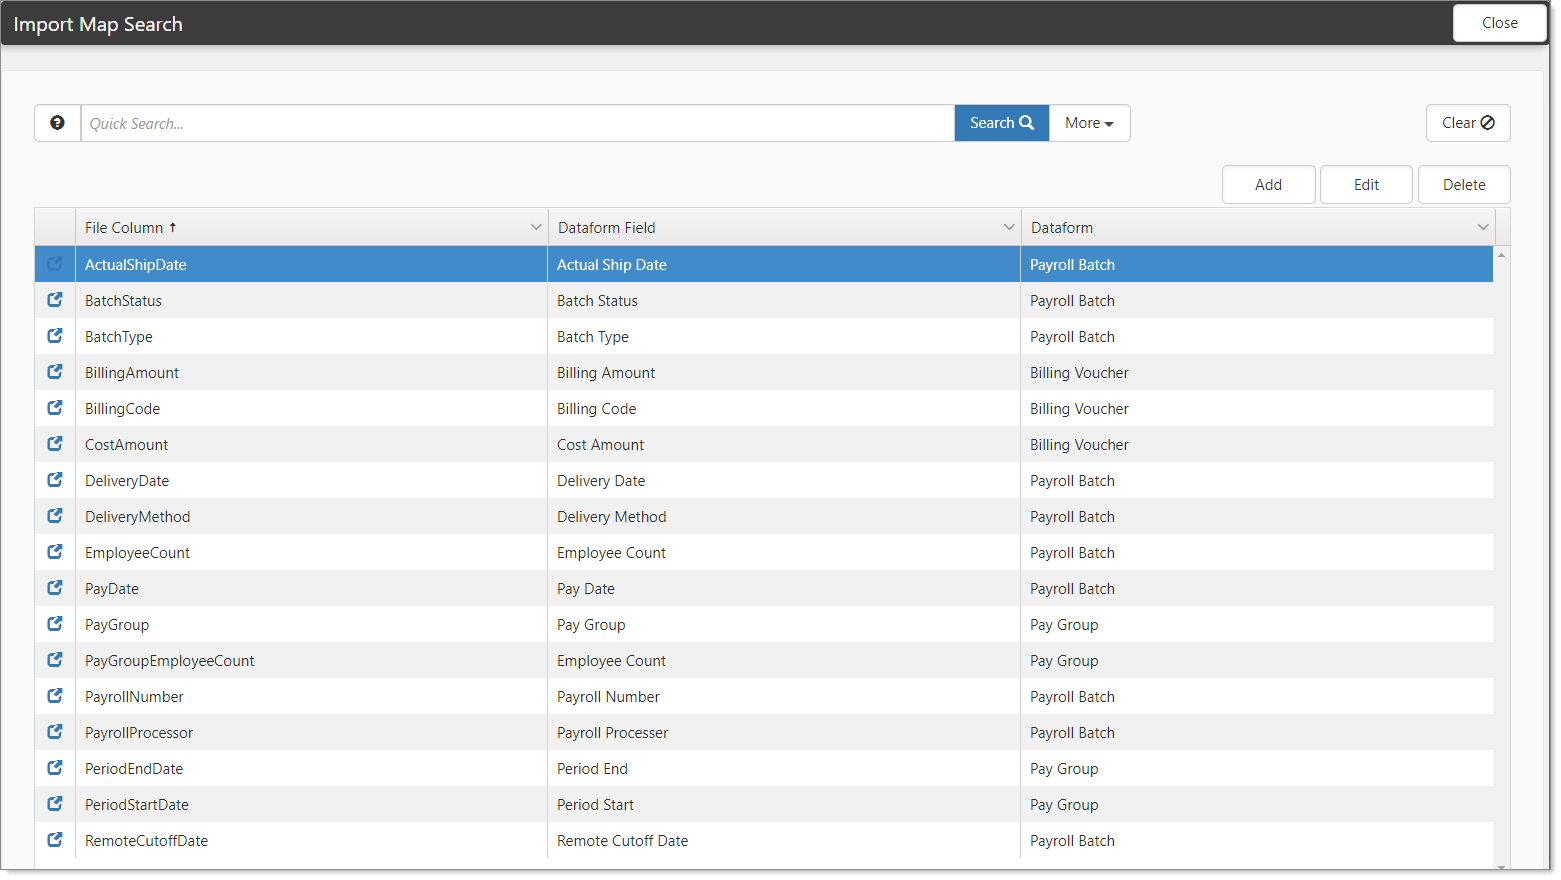 Import Map Search
Close
Quick Search...
Search
More
Clear
Add Edit Delete
File Column Dataform Field Dataform
ActualShipDate Actual Ship Date Payroll Batch
BatchStatus Batch Status Payroll Batch
BatchType Batch Type Payroll Batch
BillingAmount Billing Amount Billing Voucher
BillingCode Billing Code Billing Voucher
CostAmount Cost Amount Billing Voucher
DeliveryDate Delivery Date Payroll Batch
DeliveryMethod Delivery Method Payroll Batch
EmployeeCount Employee Count Payroll Batch
PayDate Pay Date Payroll Batch
PayGroup Pay Group Pay Group
PayGroupEmployeeCount Employee Count Pay Group
PayrollNumber Payroll Number Payroll Batch
PayrollProcessor Payroll Processer Payroll Batch
PeriodEndDate Period End Pay Group
PeriodStartDate Period Start Pay Group
RemoteCutoffDate Remote Cutoff Date Payroll Batch